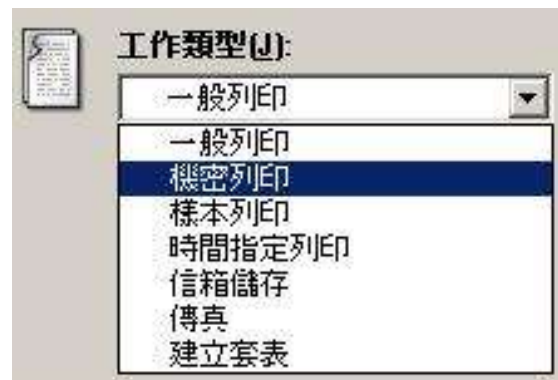 工作類型(J):
一般列印
一般列印
機密列印
樣本列印
時間指定列印
信箱儲存
傳真
建立套表